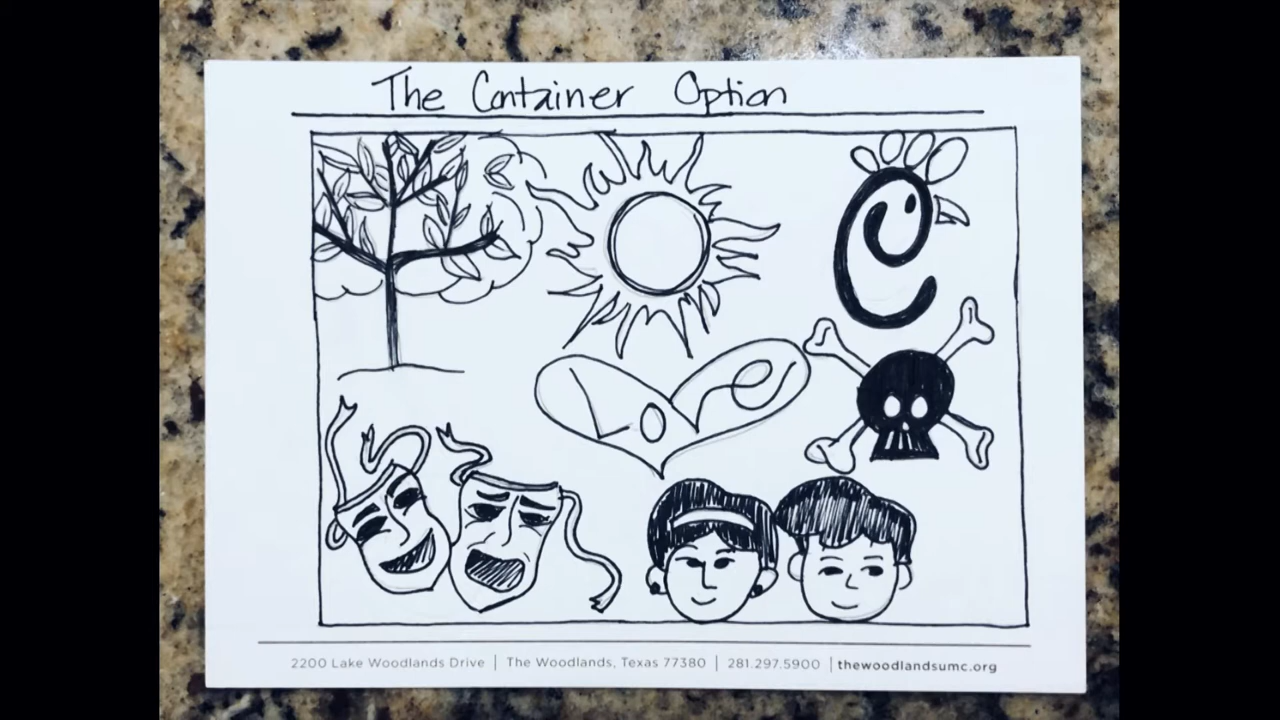 The Container Option
LOVE
2200 Lake Woodlands Drive | The Woodlands, Texas 77380 | 281.297.5900 | thewoodlandsumc.org